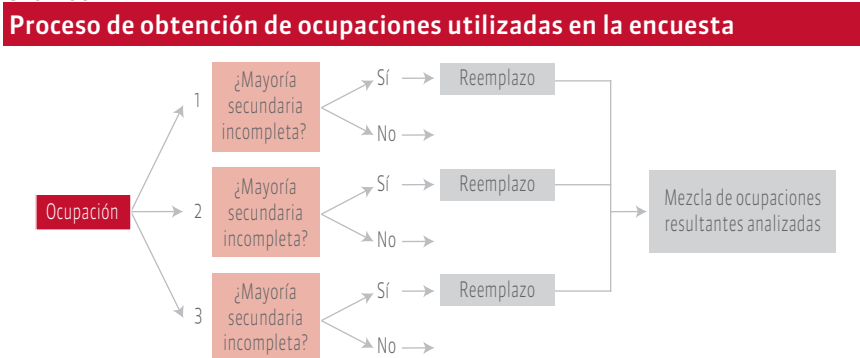 Proceso de obtención de ocupaciones utilizadas en la encuesta
Ocupación
1
¿Mayoría
secundaria
incompleta?
Sí
Reemplazo
No
2
¿Mayoría
secundaria
incompleta?
Sí
Reemplazo
No
3
¿Mayoría
secundaria
incompleta?
Sí
Reemplazo
No
Mezcla de ocupaciones
resultantes analizadas